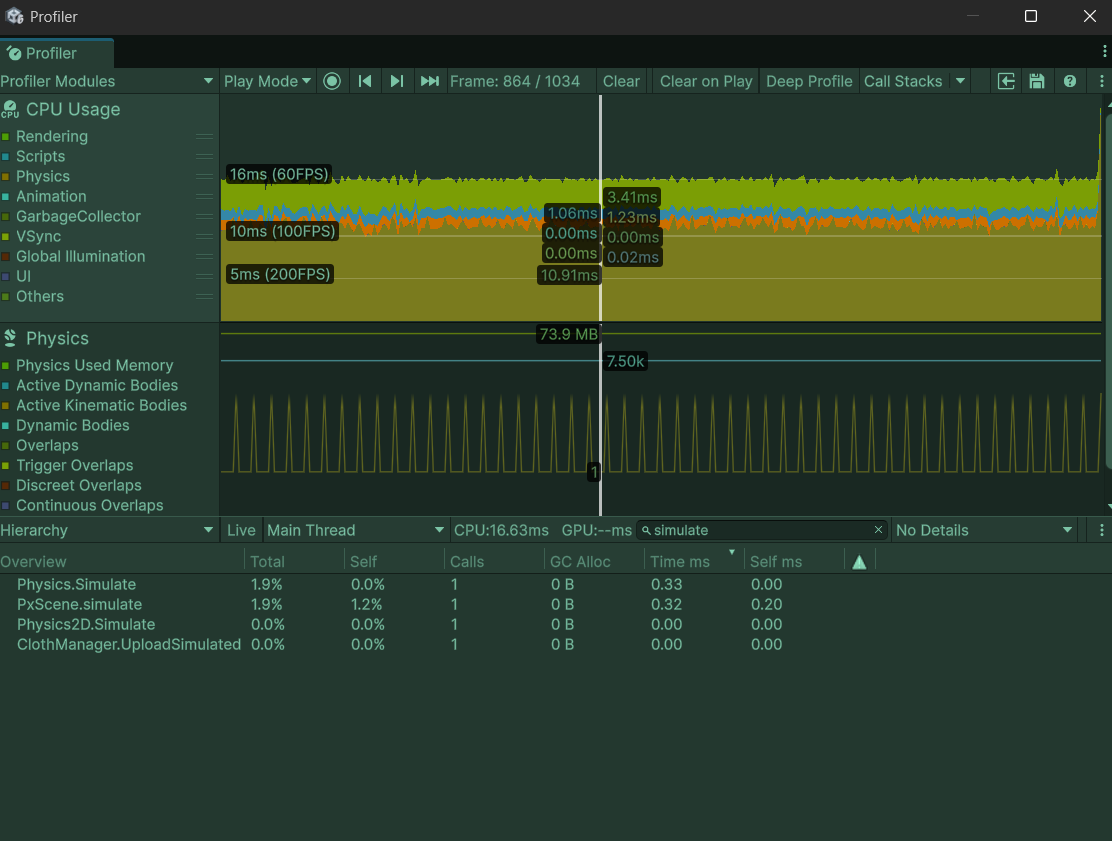 Profiler
Profiler
Profiler Modules Play Mode Frame: 864 / 1034 Clear Clear on Play Deep Profile Call Stacks
CPU Usage
CPU
Rendering
Scripts
Physics
Animation
GarbageCollector
VSync
Global Illumination
UI
Others
16ms (60FPS)
10ms (100FPS)
5ms (200FPS)
3.41ms
1.06ms 1.23ms
0.00ms 0.00ms
0.00ms 0.02ms
10.91ms
Physics
Physics Used Memory
Active Dynamic Bodies
Active Kinematic Bodies
Dynamic Bodies
Overlaps
Trigger Overlaps
Discreet Overlaps
Continuous Overlaps
73.9 MB
7.50k
1
Hierarchy Live Main Thread CPU:16.63ms GPU:--ms simulate No Details
Overview Total Self Calls GC Alloc Time ms Self ms
Physics.Simulate 1.9% 0.0% 1 0 B 0.33 0.00
PxScene.simulate 1.9% 1.2% 1 0 B 0.32 0.20
Physics2D.Simulate 0.0% 0.0% 1 0 B 0.00 0.00
ClothManager.UploadSimulated 0.0% 0.0% 1 0 B 0.00 0.00